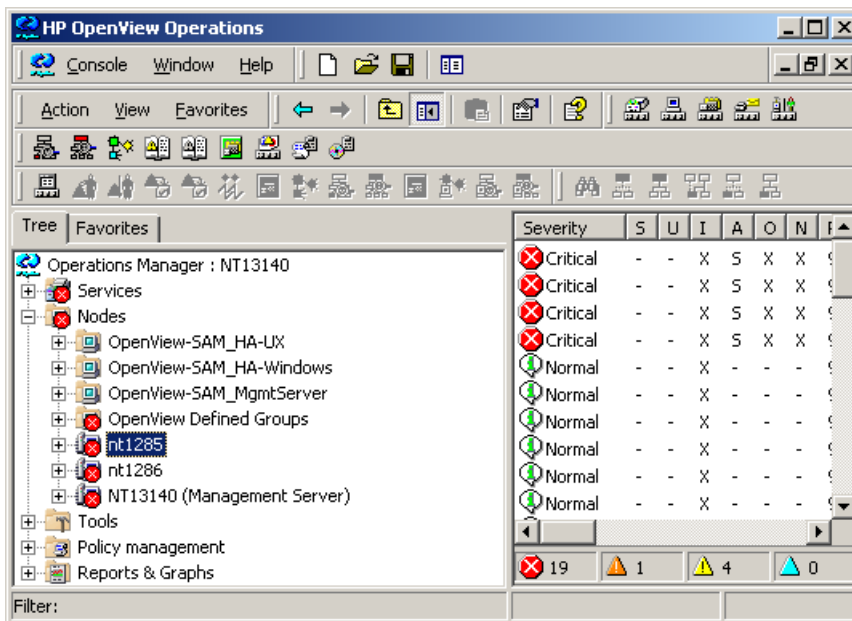 HP OpenView Operations
Console Window Help
Action View Favorites
Tree Favorites
Operations Manager : NT13140
Services
Nodes
OpenView-SAM_HA-UX
OpenView-SAM_HA-Windows
OpenView-SAM_MgmtServer
OpenView Defined Groups
nt1285
nt1286
NT13140 (Management Server)
Tools
Policy management
Reports & Graphs
Severity S U I A O N
Critical - - X S X X
Critical - - X S X X
Critical - - X S X X
Critical - - X S X X
Normal - - X - - -
Normal - - X - - -
Normal - - X - - -
Normal - - X - - -
Normal - - X - - -
Normal - - X - - -
19 1 4 0
Filter: